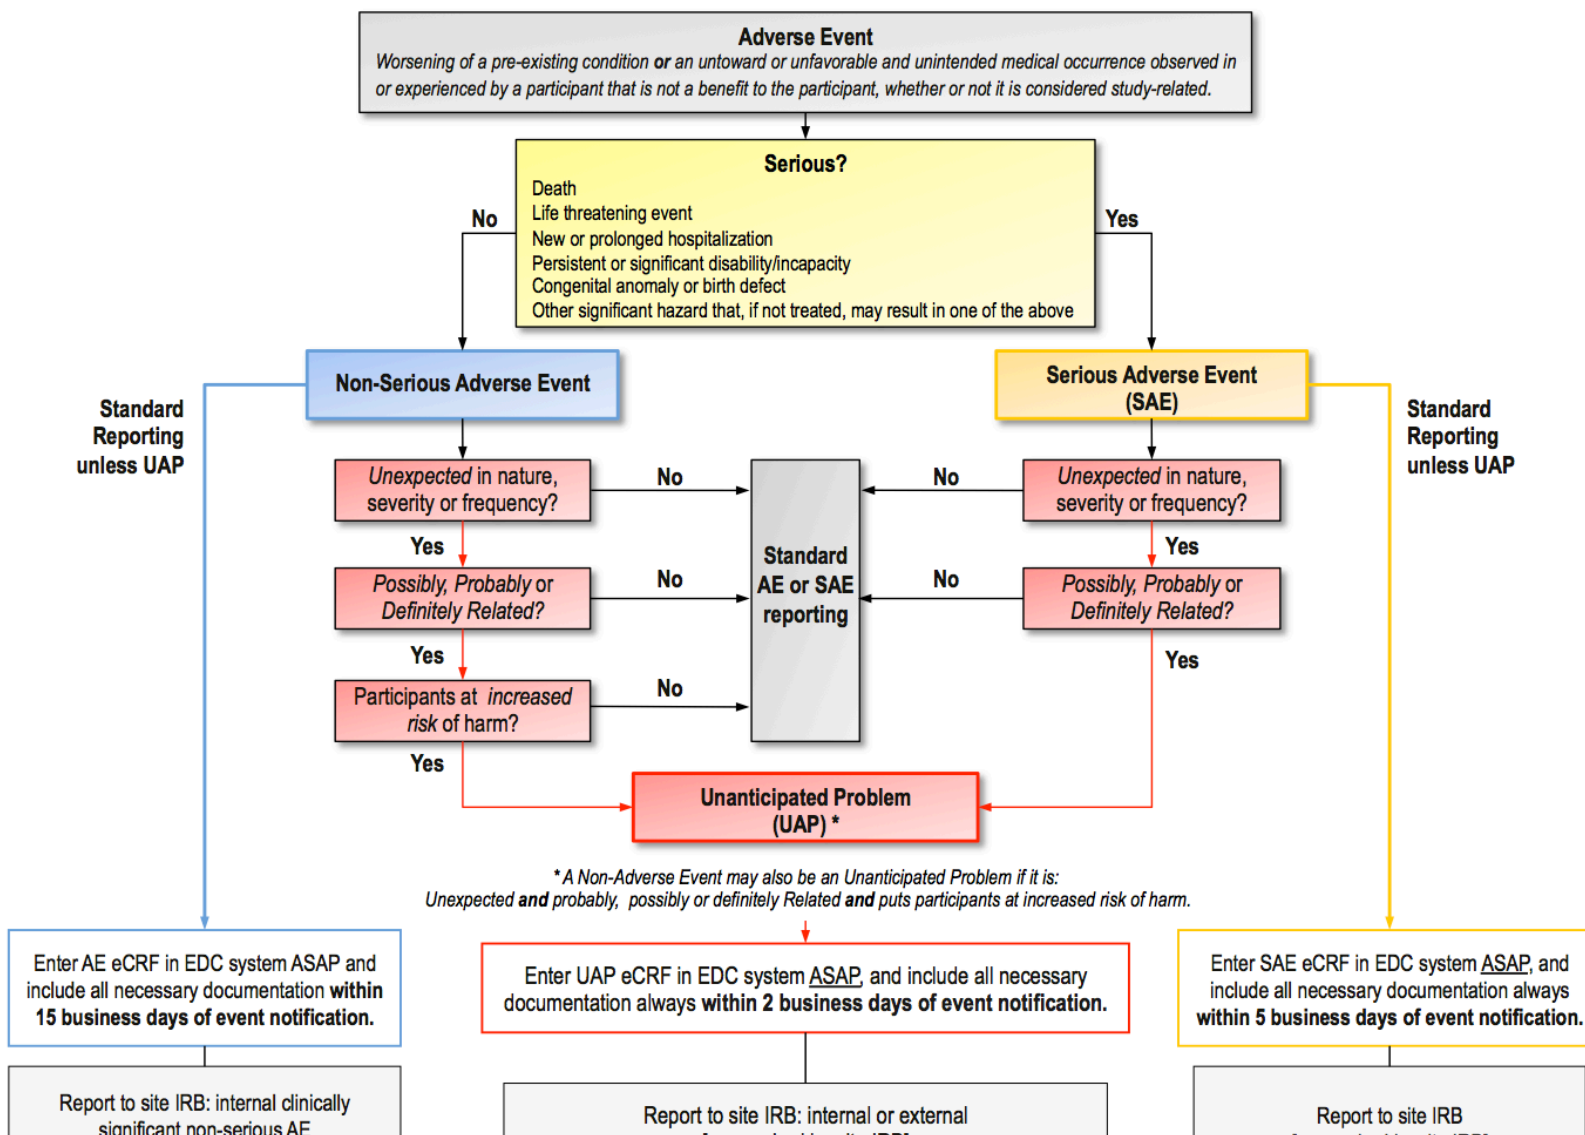 Adverse Event
Worsening of a pre-existing condition or an untoward or unfavorable and unintended medical occurrence observed in
or experienced by a participant that is not a benefit to the participant, whether or not it is considered study-related.
Serious?
Death
Life threatening event
New or prolonged hospitalization
Persistent or significant disability/incapacity
Congenital anomaly or birth defect
Other significant hazard that, if not treated, may result in one of the above
No
Yes
Non-Serious Adverse Event
Serious Adverse Event
(SAE)
Standard
Reporting
unless UAP
Standard
Reporting
unless UAP
Unexpected in nature,
severity or frequency?
No
No
Unexpected in nature,
severity or frequency?
Yes
Yes
Standard
AE or SAE
reporting
Possibly, Probably or
Definitely Related?
No
No
Possibly, Probably or
Definitely Related?
Yes
Yes
Participants at increased
risk of harm?
No
Yes
Unanticipated Problem
(UAP) *
* A Non-Adverse Event may also be an Unanticipated Problem if it is:
Unexpected and probably, possibly or definitely Related and puts participants at increased risk of harm.
Enter AE eCRF in EDC system ASAP and
include all necessary documentation within
15 business days of event notification.
Enter UAP eCRF in EDC system ASAP, and include all necessary
documentation always within 2 business days of event notification.
Enter SAE eCRF in EDC system ASAP, and
include all necessary documentation always
within 5 business days of event notification.
Report to site IRB: internal clinically
significant non-serious AE
Report to site IRB: internal or external
Report to site IRB